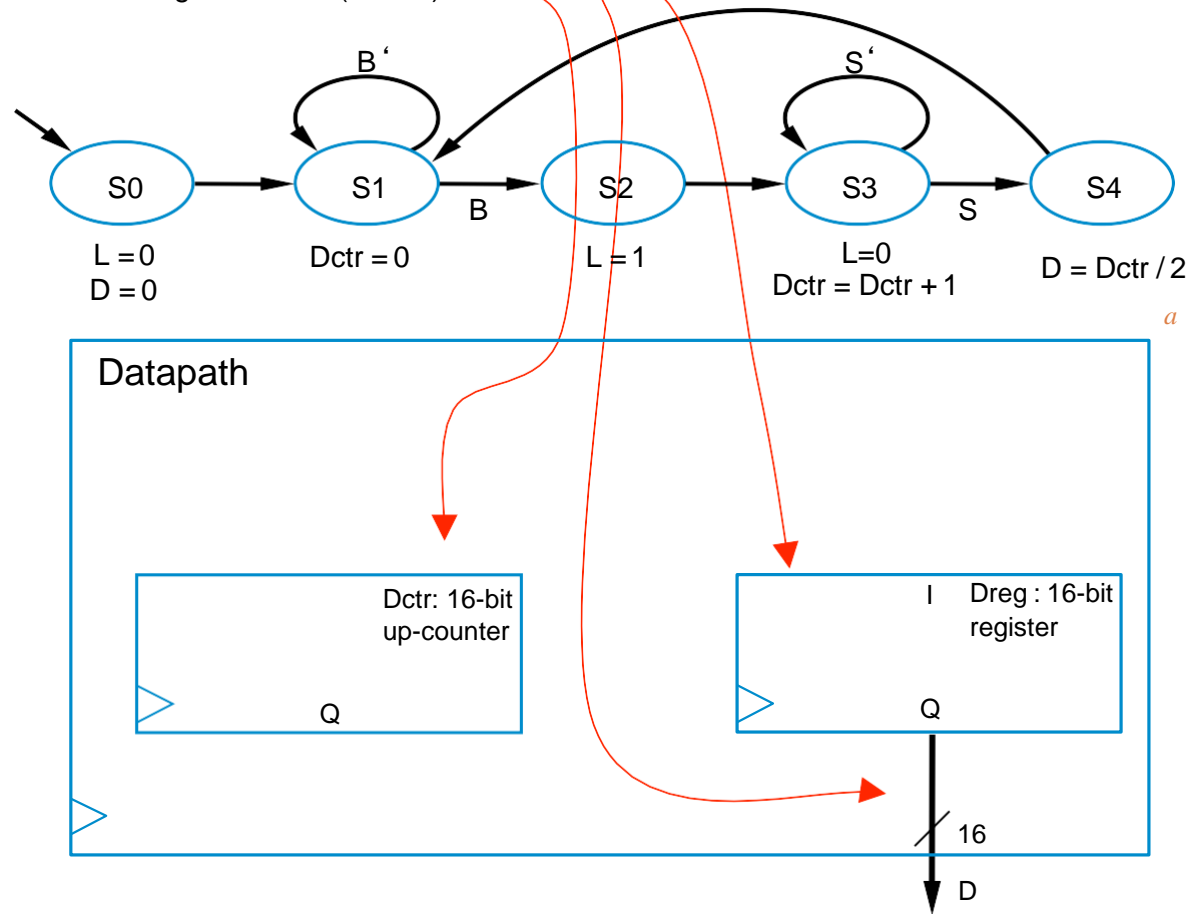 B‘
S‘
S0
S1
S2
S3
S4
B
S
L = 0
D = 0
Dctr = 0
L = 1
L=0
Dctr = Dctr + 1
D = Dctr / 2
a
Datapath
Dctr: 16-bit
up-counter
Q
I
Dreg : 16-bit
register
Q
16
D